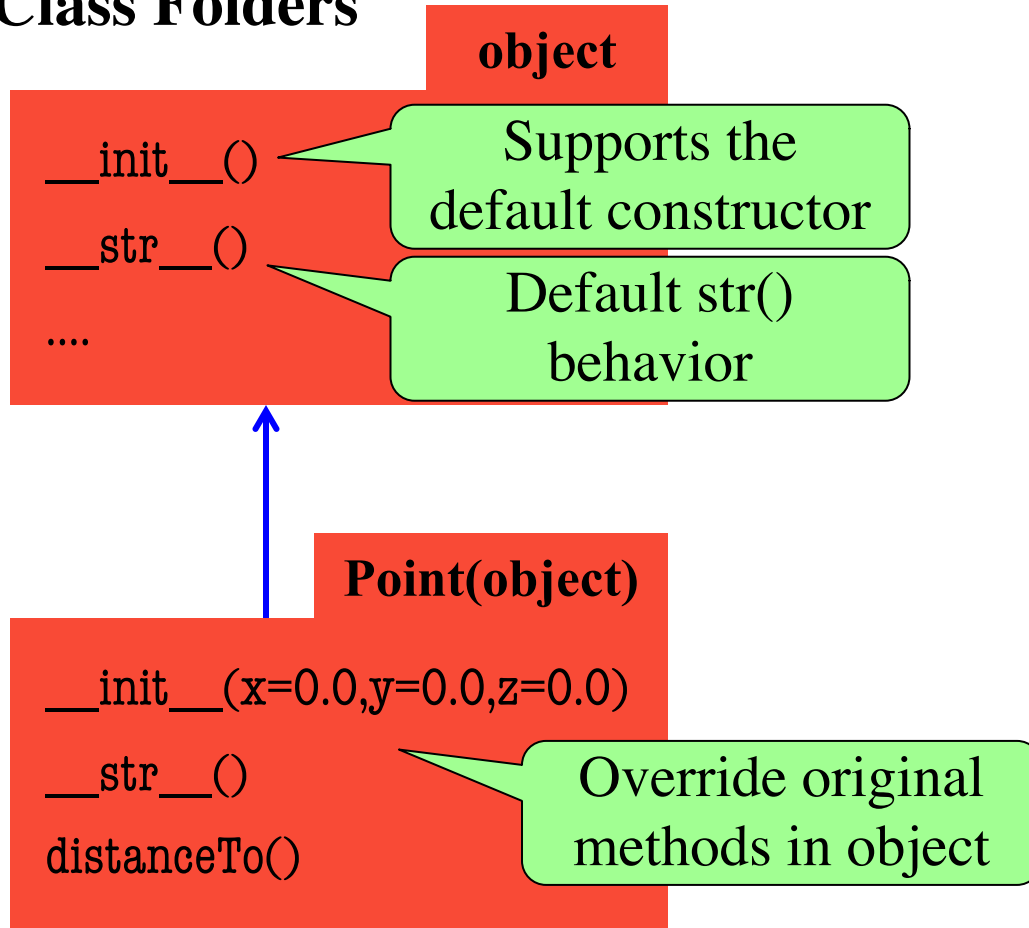 Class Folders
object
__init__()
Supports the
default constructor
__str__()
Default str()
behavior
....
Point(object)
__init__(x=0.0,y=0.0,z=0.0)
__str__()
Override original
methods in object
distanceTo()